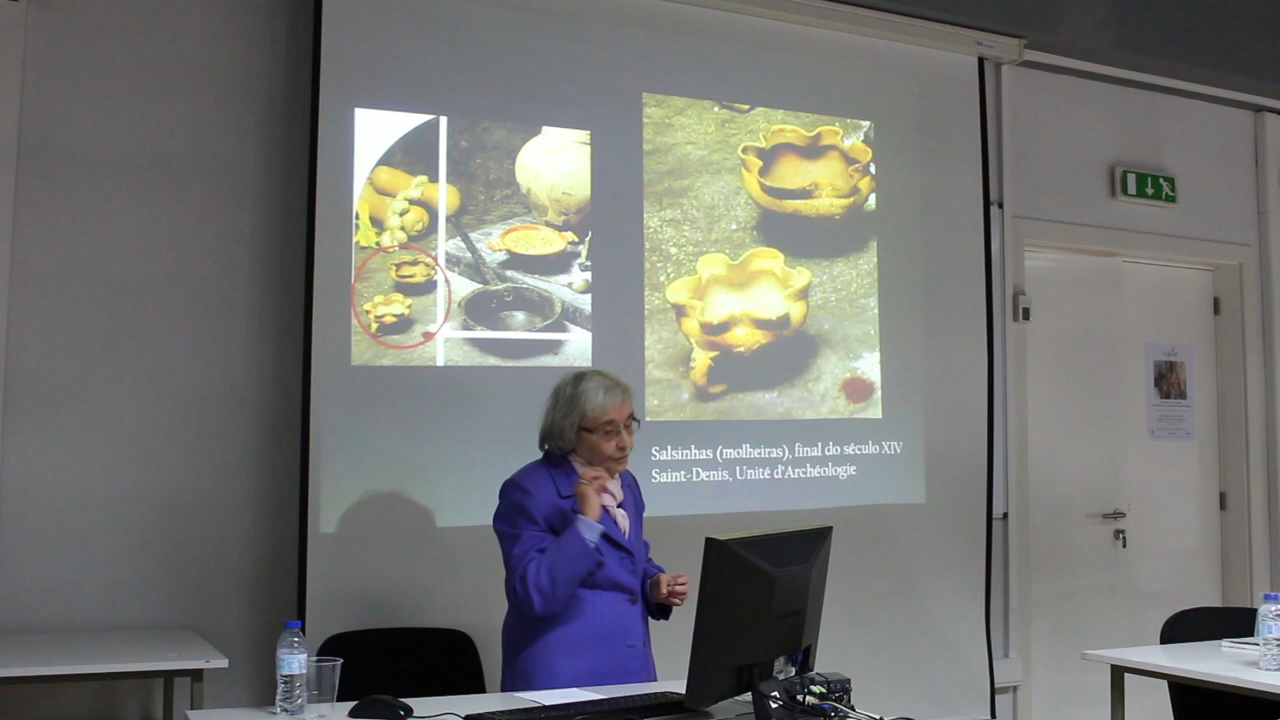 Salsinhas (molheiras), final do século XIV
Saint-Denis, Unité d'Archéologie